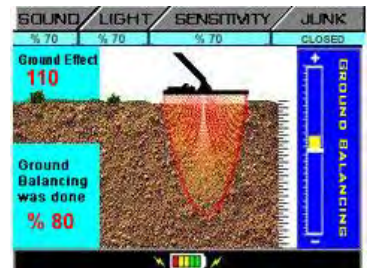 SOUND LIGHT SENSITIVITY JUNK
% 70 % 70 % 70 CLOSED
Ground Effect
110
Ground
Balancing
was done
% 80
+
GROUND BALANCING
-